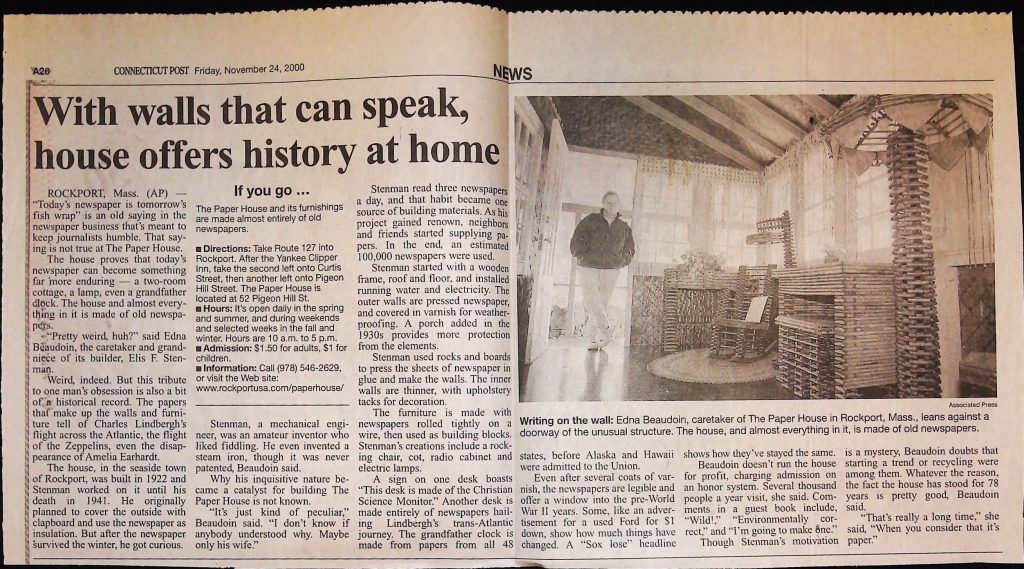 A26 CONNECTICUT POST Friday, November 24, 2000 NEWS
With walls that can speak,
house offers history at home
ROCKPORT, Mass. (AP) —
“Today’s newspaper is tomorrow’s
fish wrap” is an old saying in the
newspaper business that’s meant to
keep journalists humble. That say-
ing is not true at The Paper House.
The house proves that today’s
newspaper can become something
far more enduring — a two-room
cottage, a lamp, even a grandfather
clock. The house and almost every-
thing in it is made of old newspa-
pers.
“Pretty weird, huh?” said Edna
Beaudoin, the caretaker and grand-
niece of its builder, Elis F. Sten-
man.
Weird, indeed. But this tribute
to one man’s obsession is also a bit
of a historical record. The papers
that make up the walls and furni-
ture tell of Charles Lindbergh’s
flight across the Atlantic, the flight
of the Zeppelins, even the disap-
pearance of Amelia Earhardt.
The house, in the seaside town
of Rockport, was built in 1922 and
Stenman worked on it until his
death in 1941. He originally
planned to cover the outside with
clapboard and use the newspaper as
insulation. But after the newspaper
survived the winter, he got curious.
If you go ...
The Paper House and its furnishings
are made almost entirely of old
newspapers.
■ Directions: Take Route 127 into
Rockport. After the Yankee Clipper
Inn, take the second left onto Curtis
Street, then another left onto Pigeon
Hill Street. The Paper House is
located at 52 Pigeon Hill St.
■ Hours: It’s open daily in the spring
and summer, and during weekends
and selected weeks in the fall and
winter. Hours are 10 a.m. to 5 p.m.
■ Admission: $1.50 for adults, $1 for
children.
■ Information: Call (978) 546-2629,
or visit the Web site:
www.rockportusa.com/paperhouse/
Stenman, a mechanical engi-
neer, was an amateur inventor who
liked fiddling. He even invented a
steam iron, though it was never
patented, Beaudoin said.
Why his inquisitive nature be-
came a catalyst for building The
Paper House is not known.
“It’s just kind of peculiar,”
Beaudoin said. “I don’t know if
anybody understood why. Maybe
only his wife.”
Stenman read three newspapers
a day, and that habit became one
source of building materials. As his
project gained renown, neighbors
and friends started supplying pa-
pers. In the end, an estimated
100,000 newspapers were used.
Stenman started with a wooden
frame, roof and floor, and installed
running water and electricity. The
outer walls are pressed newspaper,
and covered in varnish for weather-
proofing. A porch added in the
1930s provides more protection
from the elements.
Stenman used rocks and boards
to press the sheets of newspaper in
glue and make the walls. The inner
walls are thinner, with upholstery
tacks for decoration.
The furniture is made with
newspapers rolled tightly on a
wire, then used as building blocks.
Stenman’s creations include a rock-
ing chair, cot, radio cabinet and
electric lamps.
A sign on one desk boasts
“This desk is made of the Christian
Science Monitor.” Another desk is
made entirely of newspapers hail-
ing Lindbergh’s trans-Atlantic
journey. The grandfather clock is
made from papers from all 48
Associated Press
Writing on the wall: Edna Beaudoin, caretaker of The Paper House in Rockport, Mass., leans against a
doorway of the unusual structure. The house, and almost everything in it, is made of old newspapers.
states, before Alaska and Hawaii
were admitted to the Union.
Even after several coats of var-
nish, the newspapers are legible and
offer a window into the pre-World
War II years. Some, like an adver-
tisement for a used Ford for $1
down, show how much things have
changed. A “Sox lose” headline
shows how they’ve stayed the same.
Beaudoin doesn’t run the house
for profit, charging admission on
an honor system. Several thousand
people a year visit, she said. Com-
ments in a guest book include,
“Wild!,” “Environmentally cor-
rect,” and “I’m going to make one.”
Though Stenman’s motivation
is a mystery, Beaudoin doubts that
starting a trend or recycling were
among them. Whatever the reason,
the fact the house has stood for 78
years is pretty good, Beaudoin
said.
“That’s really a long time,” she
said, “When you consider that it’s
paper.”